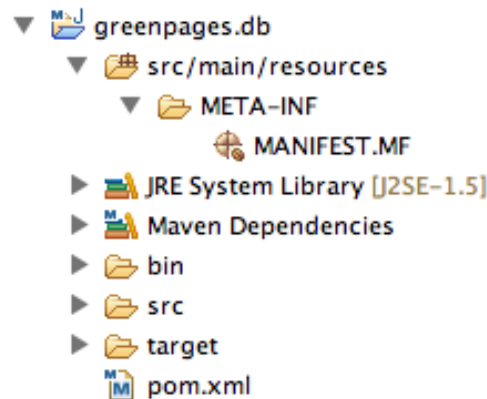 greenpages.db
src/main/resources
META-INF
MANIFEST.MF
JRE System Library [J2SE-1.5]
Maven Dependencies
bin
src
target
pom.xml